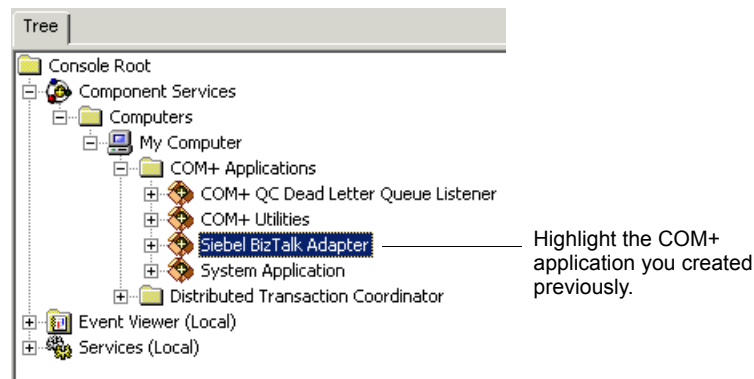 Tree
Console Root
Component Services
Computers
My Computer
COM+ Applications
COM+ QC Dead Letter Queue Listener
COM+ Utilities
Siebel BizTalk Adapter
System Application
Distributed Transaction Coordinator
Event Viewer (Local)
Services (Local)
Highlight the COM+
application you created
previously.